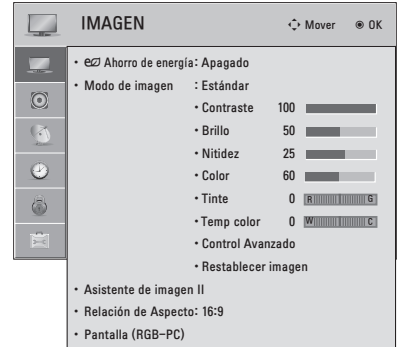 IMAGEN Mover OK
• Ahorro de energía: Apagado
• Modo de imagen : Estándar
• Contraste 100
• Brillo 50
• Nitidez 25
• Color 60
• Tinte 0 R G
• Temp color 0 W C
• Control Avanzado
• Restablecer imagen
• Asistente de imagen II
• Relación de Aspecto: 16:9
• Pantalla (RGB-PC)